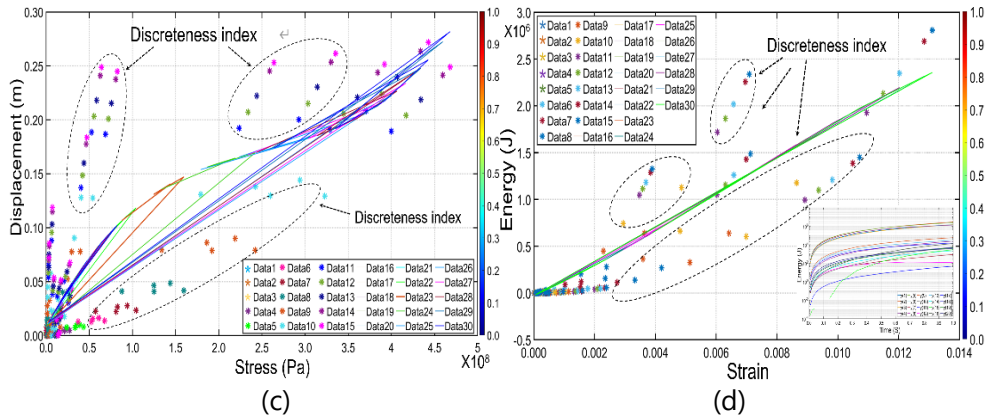 0.30
0.25
0.20
0.15
0.10
0.05
0.00
Displacement (m)
Discreteness index
Discreteness index
Data1 Data6 Data11 Data16 Data21 Data26
Data2 Data7 Data12 Data17 Data22 Data27
Data3 Data8 Data13 Data18 Data23 Data28
Data4 Data9 Data14 Data19 Data24 Data29
Data5 Data10 Data15 Data20 Data25 Data30
0.0 0.5 1.0 1.5 2.0 2.5 3.0 3.5 4.0 4.5 5
Stress (Pa)
X10⁸
1.0
0.9
0.8
0.7
0.6
0.5
0.4
0.3
0.2
0.1
0.0
(c)
X10⁶
3.0
2.5
2.0
1.5
1.0
0.5
0.0
-0.5
Energy (J)
Data1 Data9 Data17 Data25
Data2 Data10 Data18 Data26
Data3 Data11 Data19 Date27
Data4 Data12 Data20 Data28
Data5 Data13 Data21 Data29
Data6 Data14 Data22 Data30
Data7 Data15 Data23
Data8 Data16 Data24
Discreteness index
Energy (J)
Time (S)
0.000 0.002 0.004 0.006 0.008 0.010 0.012 0.014
Strain
1.0
0.9
0.8
0.7
0.6
0.5
0.4
0.3
0.2
0.1
0.0
(d)